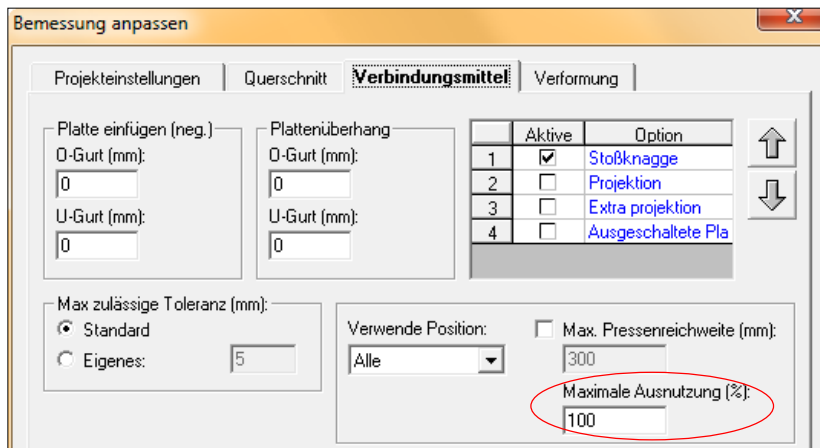 Bemessung anpassen
Projekteinstellungen
Querschnitt
Verbindungsmittel
Verformung
Platte einfügen (neg.)
O-Gurt (mm):
0
U-Gurt (mm):
0
Plattenüberhang
O-Gurt (mm):
0
U-Gurt (mm):
0
Aktive Option
1 Stoßknagge
2 Projektion
3 Extra projektion
4 Ausgeschaltete Pla
Max zulässige Toleranz (mm):
Standard
Eigenes: 5
Verwende Position:
Alle
Max. Pressenreichweite (mm):
300
Maximale Ausnutzung (%):
100